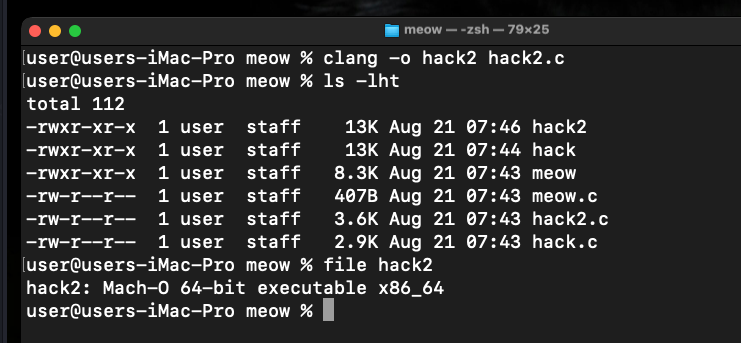 meow — -zsh — 79×25
[user@users-iMac-Pro meow % clang -o hack2 hack2.c
[user@users-iMac-Pro meow % ls -lht
total 112
-rwxr-xr-x  1 user  staff    13K Aug 21 07:46 hack2
-rwxr-xr-x  1 user  staff    13K Aug 21 07:44 hack
-rwxr-xr-x  1 user  staff   8.3K Aug 21 07:43 meow
-rw-r--r--  1 user  staff   407B Aug 21 07:43 meow.c
-rw-r--r--  1 user  staff   3.6K Aug 21 07:43 hack2.c
-rw-r--r--  1 user  staff   2.9K Aug 21 07:43 hack.c
[user@users-iMac-Pro meow % file hack2
hack2: Mach-O 64-bit executable x86_64
user@users-iMac-Pro meow %